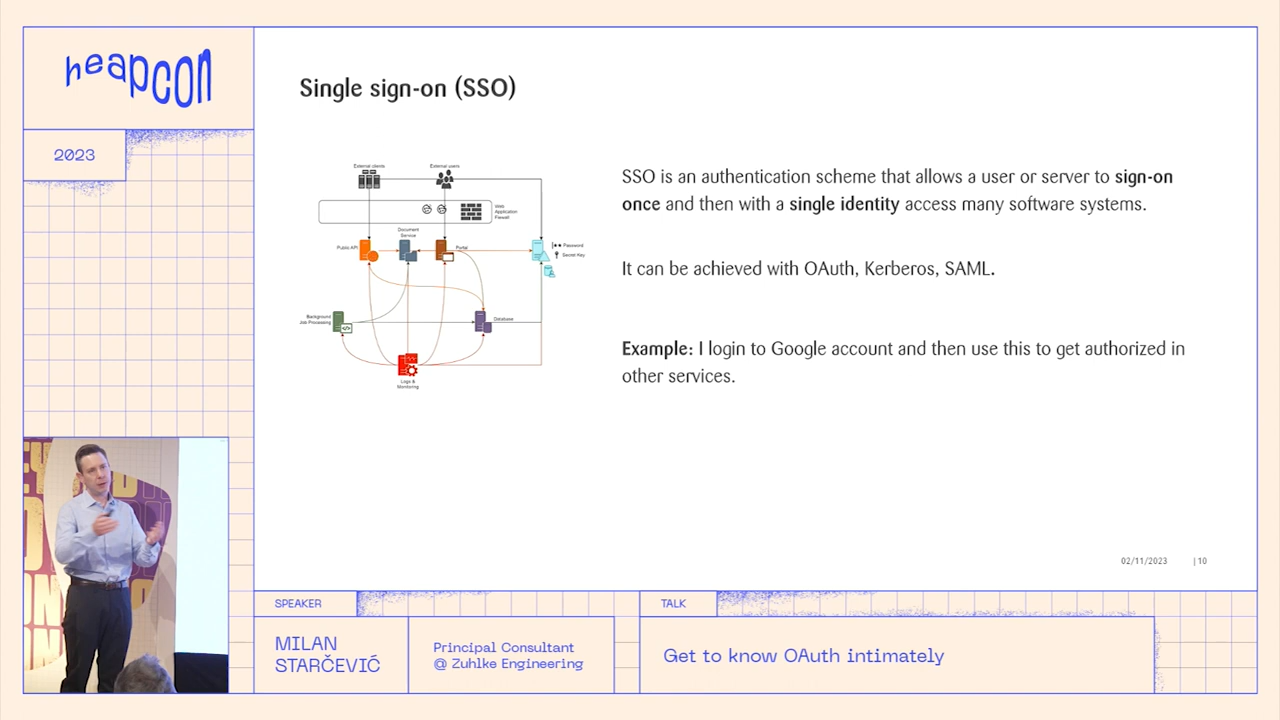 heapcon
2023
Single sign-on (SSO)
External clients
External users
Web
Application
Firewall
Document
Service
Public API
Portal
Password
Secret Key
Background
Job Processing
Database
Logs &
Monitoring
SSO is an authentication scheme that allows a user or server to sign-on
once and then with a single identity access many software systems.
It can be achieved with OAuth, Kerberos, SAML.
Example: I login to Google account and then use this to get authorized in
other services.
02/11/2023 | 10
SPEAKER
MILAN
STARČEVIĆ
Principal Consultant
@ Zuhlke Engineering
TALK
Get to know OAuth intimately